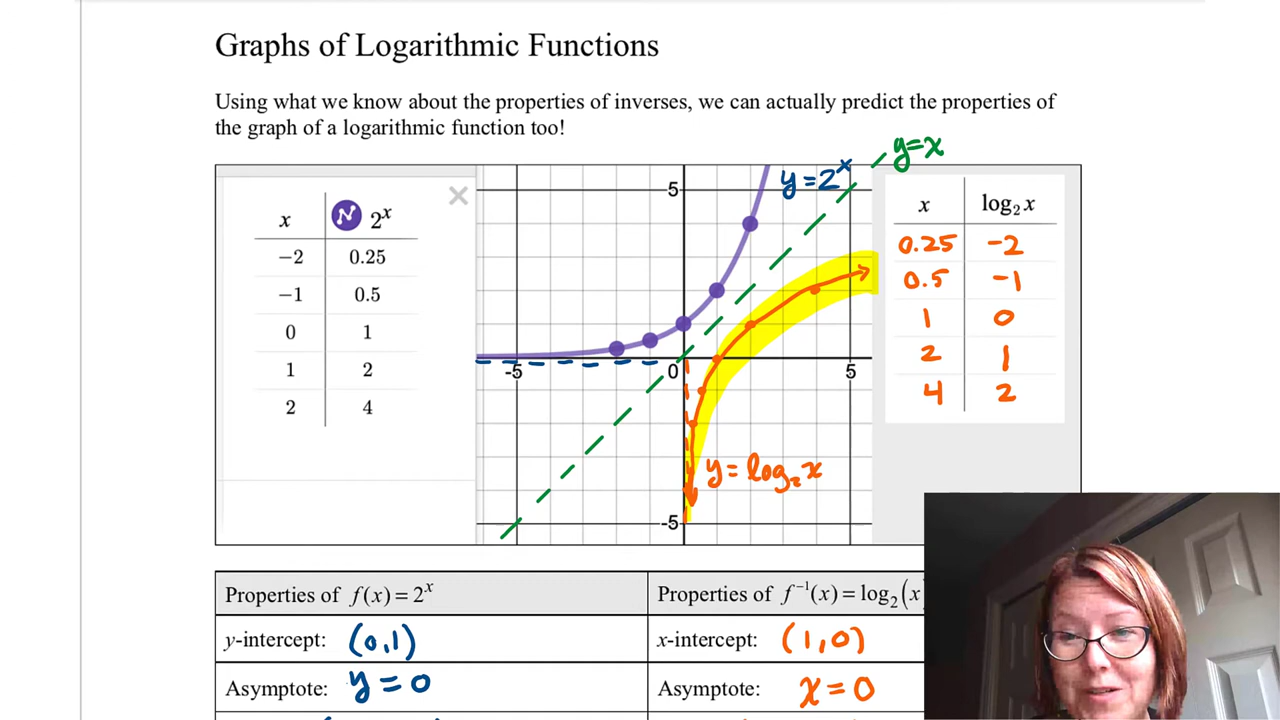 Graphs of Logarithmic Functions
Using what we know about the properties of inverses, we can actually predict the properties of
the graph of a logarithmic function too!
y=x
x 2ˣ
−2 0.25
−1 0.5
0 1
1 2
2 4
5
y=2ˣ
-5
0
5
-5
y=log₂x
x log₂x
0.25 -2
0.5 -1
1 0
2 1
4 2
Properties of f(x)=2ˣ
Properties of f⁻¹(x)=log₂(x
y-intercept: (0,1)
x-intercept: (1,0)
Asymptote: y=0
Asymptote: x=0